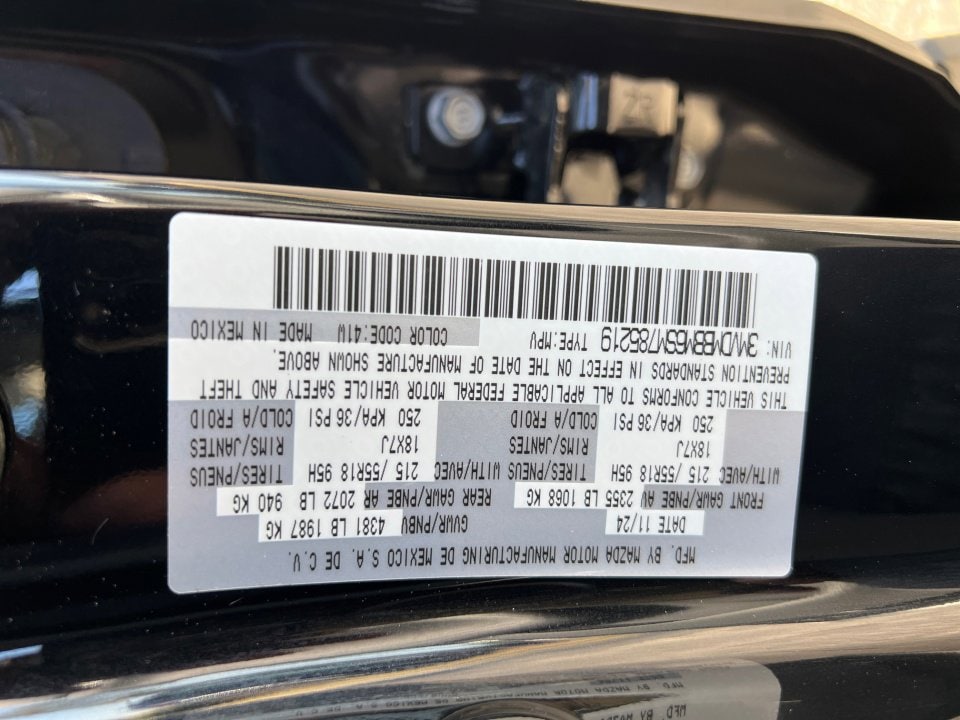 MFD. BY MAZDA MOTOR MANUFACTURING DE MEXICO S.A. DE C.V.
DATE 11/24 GVWR/PNBV 4381 LB 1987 KG
FRONT GAWR/PNBE AV 2355 LB 1068 KG REAR GAWR/PNBE AR 2072 LB 940 KG
WITH/AVEC 215 /55R18 95H TIRES/PNEUS WITH/AVEC 215 /55R18 95H TIRES/PNEUS
18X7J RIMS/JANTES 18X7J RIMS/JANTES
250 KPA/36 PSI COLD/A FROID 250 KPA/36 PSI COLD/A FROID
THIS VEHICLE CONFORMS TO ALL APPLICABLE FEDERAL MOTOR VEHICLE SAFETY AND THEFT
PREVENTION STANDARDS IN EFFECT ON THE DATE OF MANUFACTURE SHOWN ABOVE.
VIN: 3MVDMBBM6SM785219 TYPE:MPV COLOR CODE:41W MADE IN MEXICO